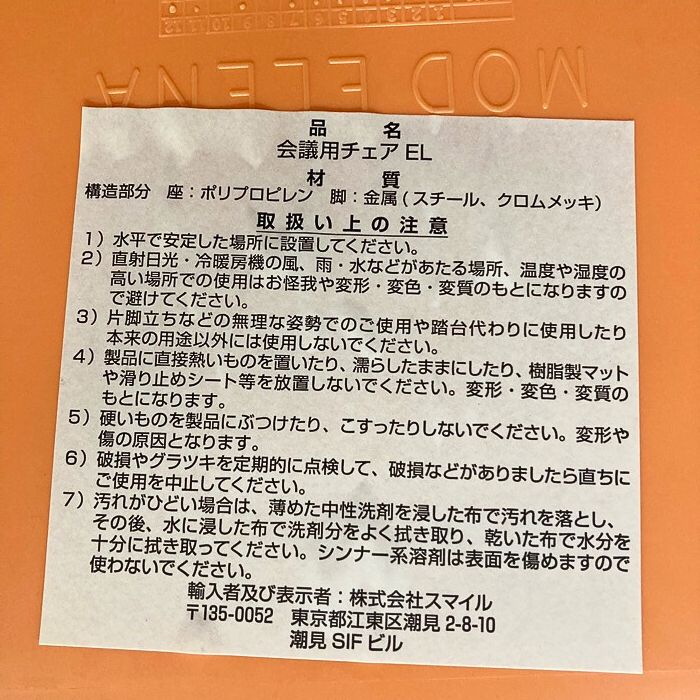 MOD ELENA
品 名
会議用チェア EL
材 質
構造部分 座：ポリプロピレン 脚：金属（スチール、クロムメッキ）
取扱い上の注意
1）水平で安定した場所に設置してください。
2）直射日光・冷暖房機の風、雨・水などがあたる場所、温度や湿度の
高い場所での使用はお怪我や変形・変色・変質のもとになりますの
で避けてください。
3）片脚立ちなどの無理な姿勢でのご使用や踏台代わりに使用したり
本来の用途以外には使用しないでください。
4）製品に直接熱いものを置いたり、濡らしたままにしたり、樹脂製マット
や滑り止めシート等を放置しないでください。変形・変色・変質の
もとになります。
5）硬いものを製品にぶつけたり、こすったりしないでください。変形や
傷の原因となります。
6）破損やグラツキを定期的に点検して、破損などがありましたら直ちに
ご使用を中止してください。
7）汚れがひどい場合は、薄めた中性洗剤を浸した布で汚れを落とし、
その後、水に浸した布で洗剤分をよく拭き取り、乾いた布で水分を
十分に拭き取ってください。シンナー系溶剤は表面を傷めますので
使わないでください。
輸入者及び表示者：株式会社スマイル
〒135-0052 東京都江東区潮見 2-8-10
潮見 SIF ビル